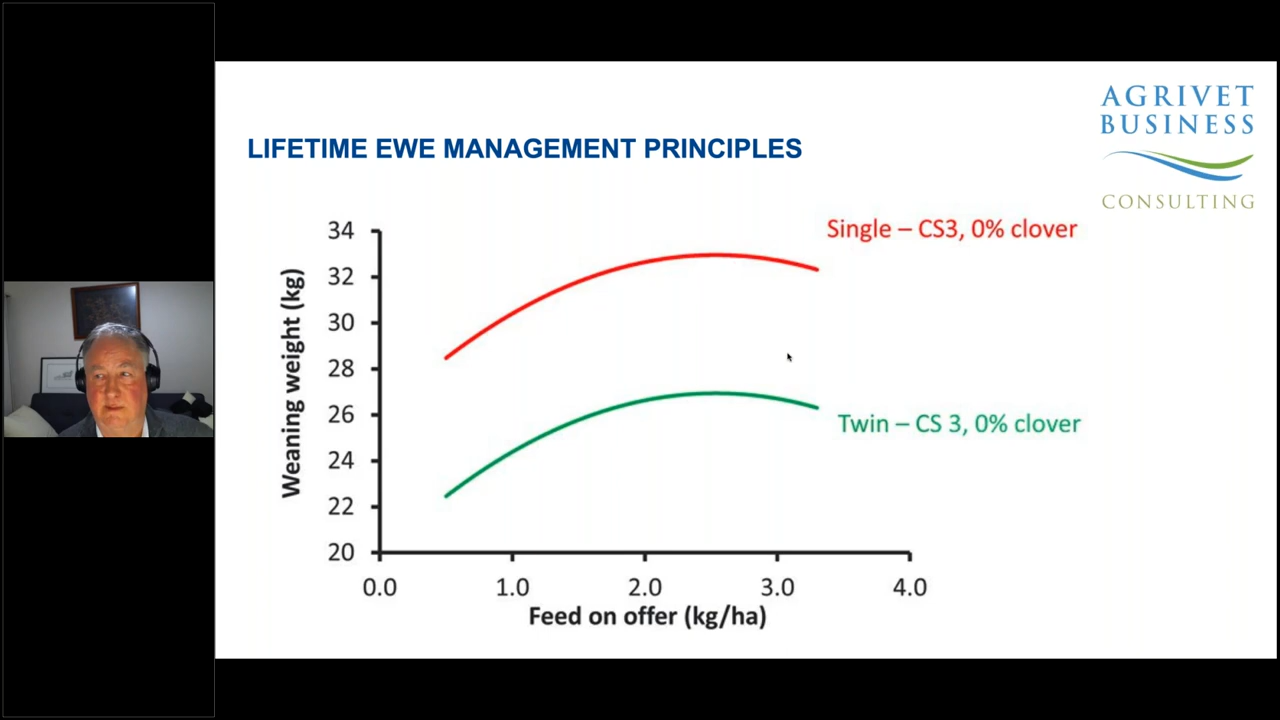 AGRIVET
BUSINESS
CONSULTING
LIFETIME EWE MANAGEMENT PRINCIPLES
Weaning weight (kg)
34
32
30
28
26
24
22
20
Single – CS3, 0% clover
Twin – CS 3, 0% clover
0.0 1.0 2.0 3.0 4.0
Feed on offer (kg/ha)